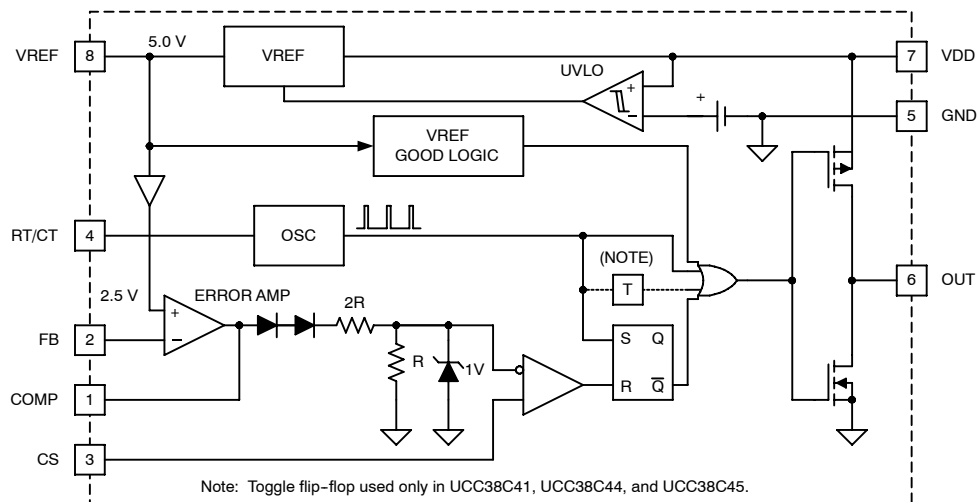 VREF 8 5.0 V VREF 7 VDD
UVLO
+
−
+
5 GND
VREF
GOOD LOGIC
RT/CT 4 OSC
(NOTE)
T
6 OUT
2.5 V
ERROR AMP
2R
+
−
FB 2
R
1V
S Q
R Q̅
COMP 1
CS 3
Note: Toggle flip−flop used only in UCC38C41, UCC38C44, and UCC38C45.